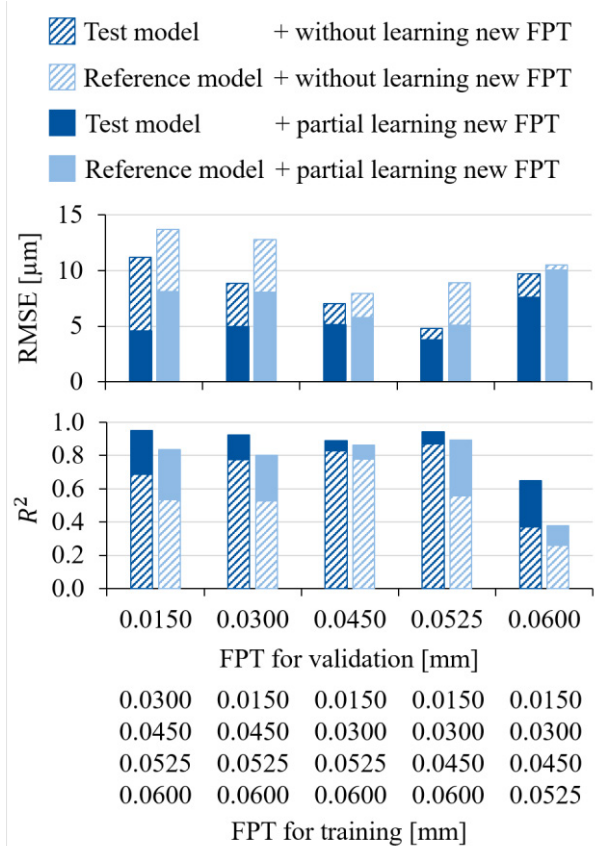 Test model + without learning new FPT
Reference model + without learning new FPT
Test model + partial learning new FPT
Reference model + partial learning new FPT
15
10
5
0
RMSE [μm]
1.0
0.8
0.6
0.4
0.2
0.0
R²
0.0150 0.0300 0.0450 0.0525 0.0600
FPT for validation [mm]
0.0300 0.0150 0.0150 0.0150 0.0150
0.0450 0.0450 0.0300 0.0300 0.0300
0.0525 0.0525 0.0525 0.0450 0.0450
0.0600 0.0600 0.0600 0.0600 0.0525
FPT for training [mm]